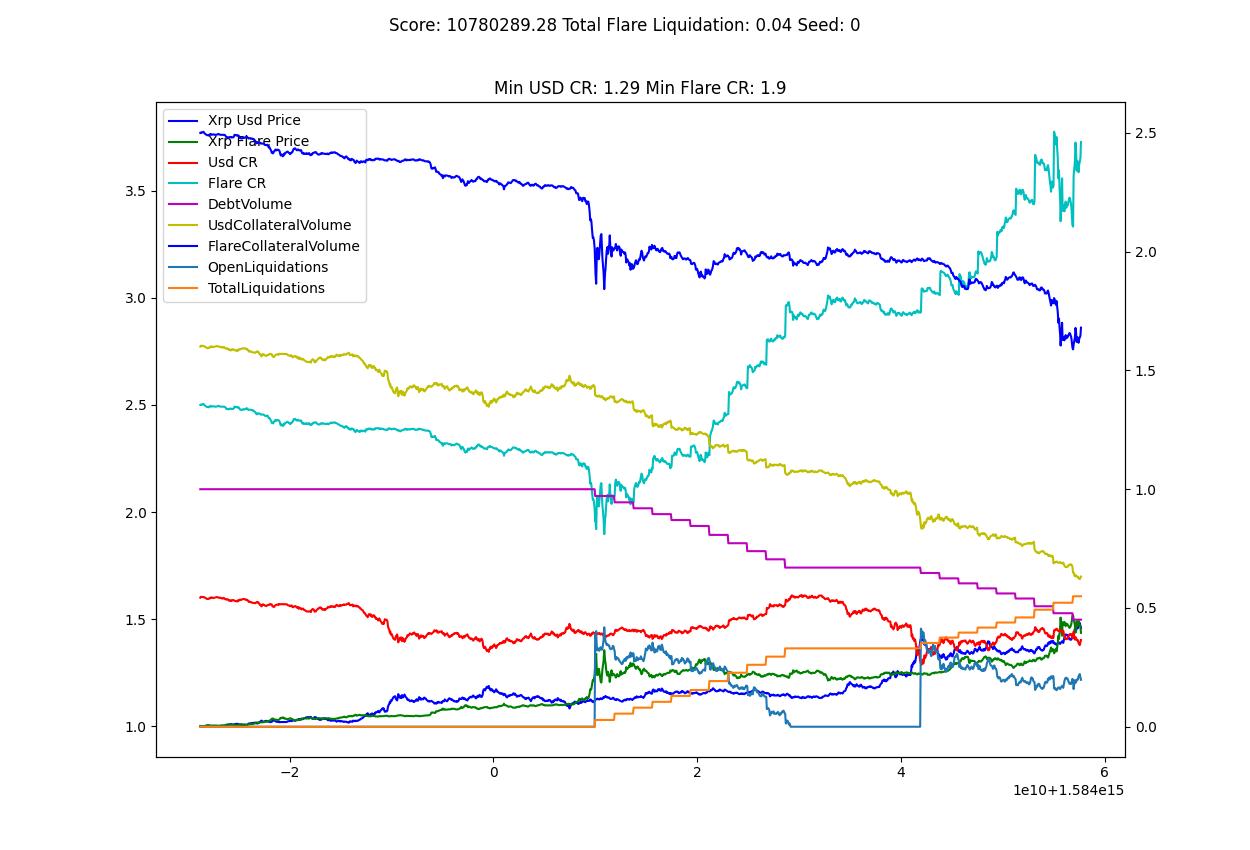 Score: 10780289.28 Total Flare Liquidation: 0.04 Seed: 0
Min USD CR: 1.29 Min Flare CR: 1.9
Xrp Usd Price
Xrp Flare Price
Usd CR
Flare CR
DebtVolume
UsdCollateralVolume
FlareCollateralVolume
OpenLiquidations
TotalLiquidations
3.5
3.0
2.5
2.0
1.5
1.0
2.5
2.0
1.5
1.0
0.5
0.0
−2 0 2 4 6
1e10+1.584e15